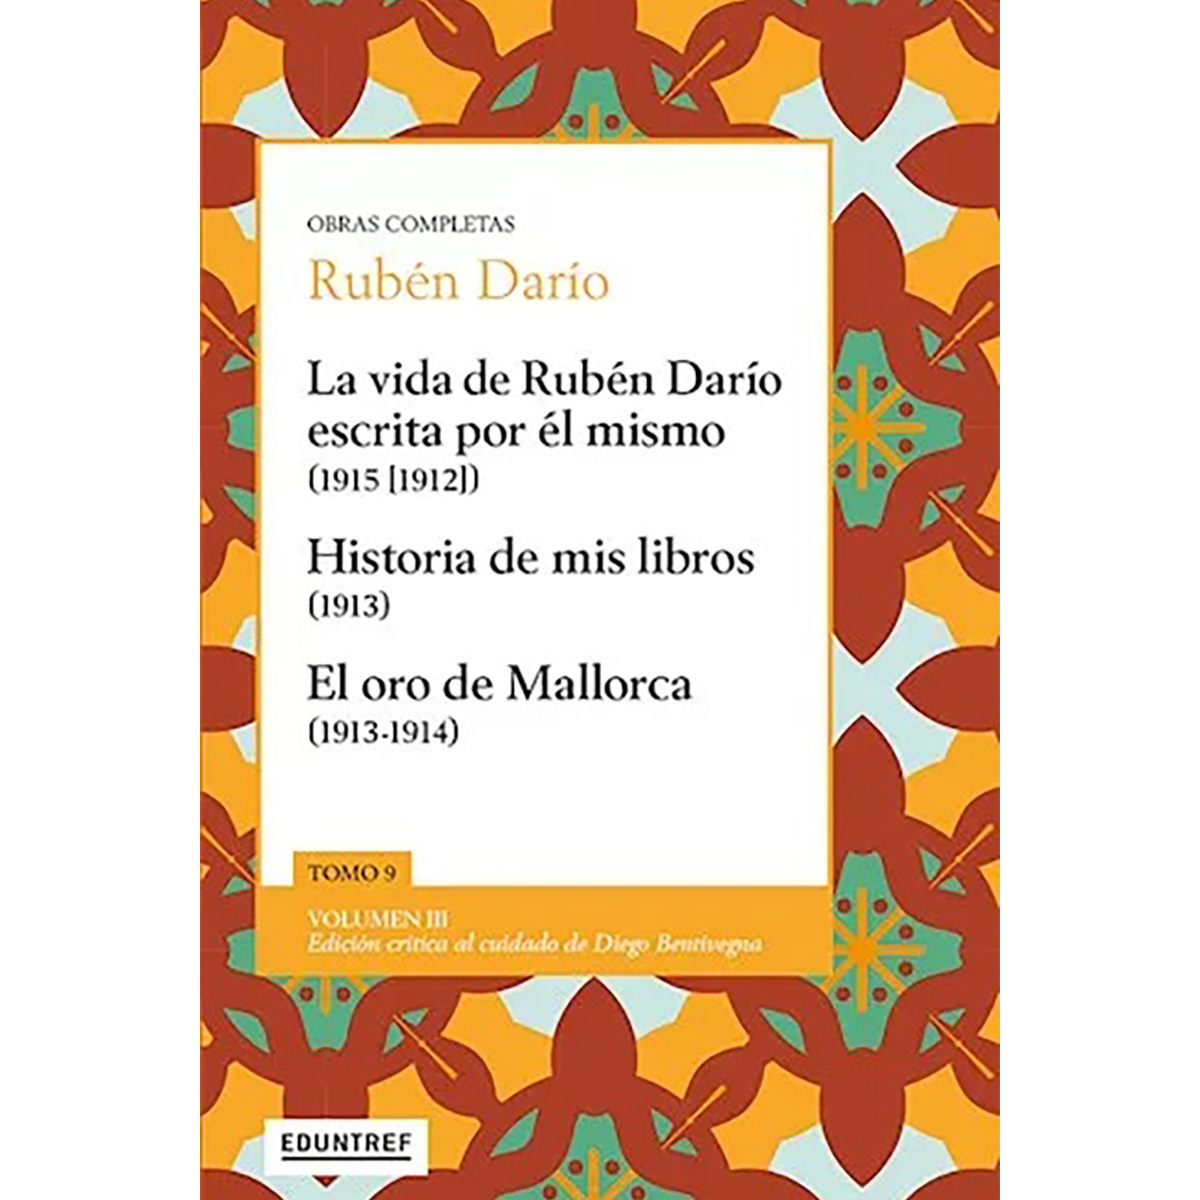 OBRAS COMPLETAS
Rubén Darío
La vida de Rubén Darío
escrita por él mismo
(1915 [1912])
Historia de mis libros
(1913)
El oro de Mallorca
(1913-1914)
TOMO 9
VOLUMEN III
Edición crítica al cuidado de Diego Bentivegna
EDUNTREF